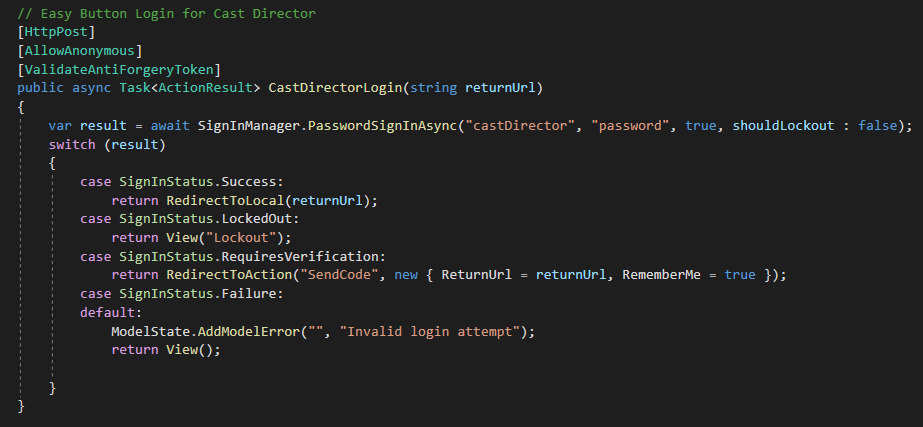 // Easy Button Login for Cast Director
[HttpPost]
[AllowAnonymous]
[ValidateAntiForgeryToken]
public async Task<ActionResult> CastDirectorLogin(string returnUrl)
{
var result = await SignInManager.PasswordSignInAsync("castDirector", "password", true, shouldLockout : false);
switch (result)
{
case SignInStatus.Success:
return RedirectToLocal(returnUrl);
case SignInStatus.LockedOut:
return View("Lockout");
case SignInStatus.RequiresVerification:
return RedirectToAction("SendCode", new { ReturnUrl = returnUrl, RememberMe = true });
case SignInStatus.Failure:
default:
ModelState.AddModelError("", "Invalid login attempt");
return View();
}
}